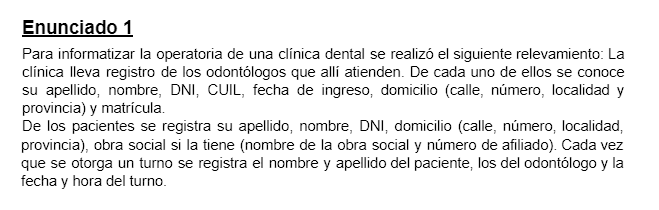 Enunciado 1
Para informatizar la operatoria de una clínica dental se realizó el siguiente relevamiento: La
clínica lleva registro de los odontólogos que allí atienden. De cada uno de ellos se conoce
su apellido, nombre, DNI, CUIL, fecha de ingreso, domicilio (calle, número, localidad y
provincia) y matrícula.
De los pacientes se registra su apellido, nombre, DNI, domicilio (calle, número, localidad,
provincia), obra social si la tiene (nombre de la obra social y número de afiliado). Cada vez
que se otorga un turno se registra el nombre y apellido del paciente, los del odontólogo y la
fecha y hora del turno.